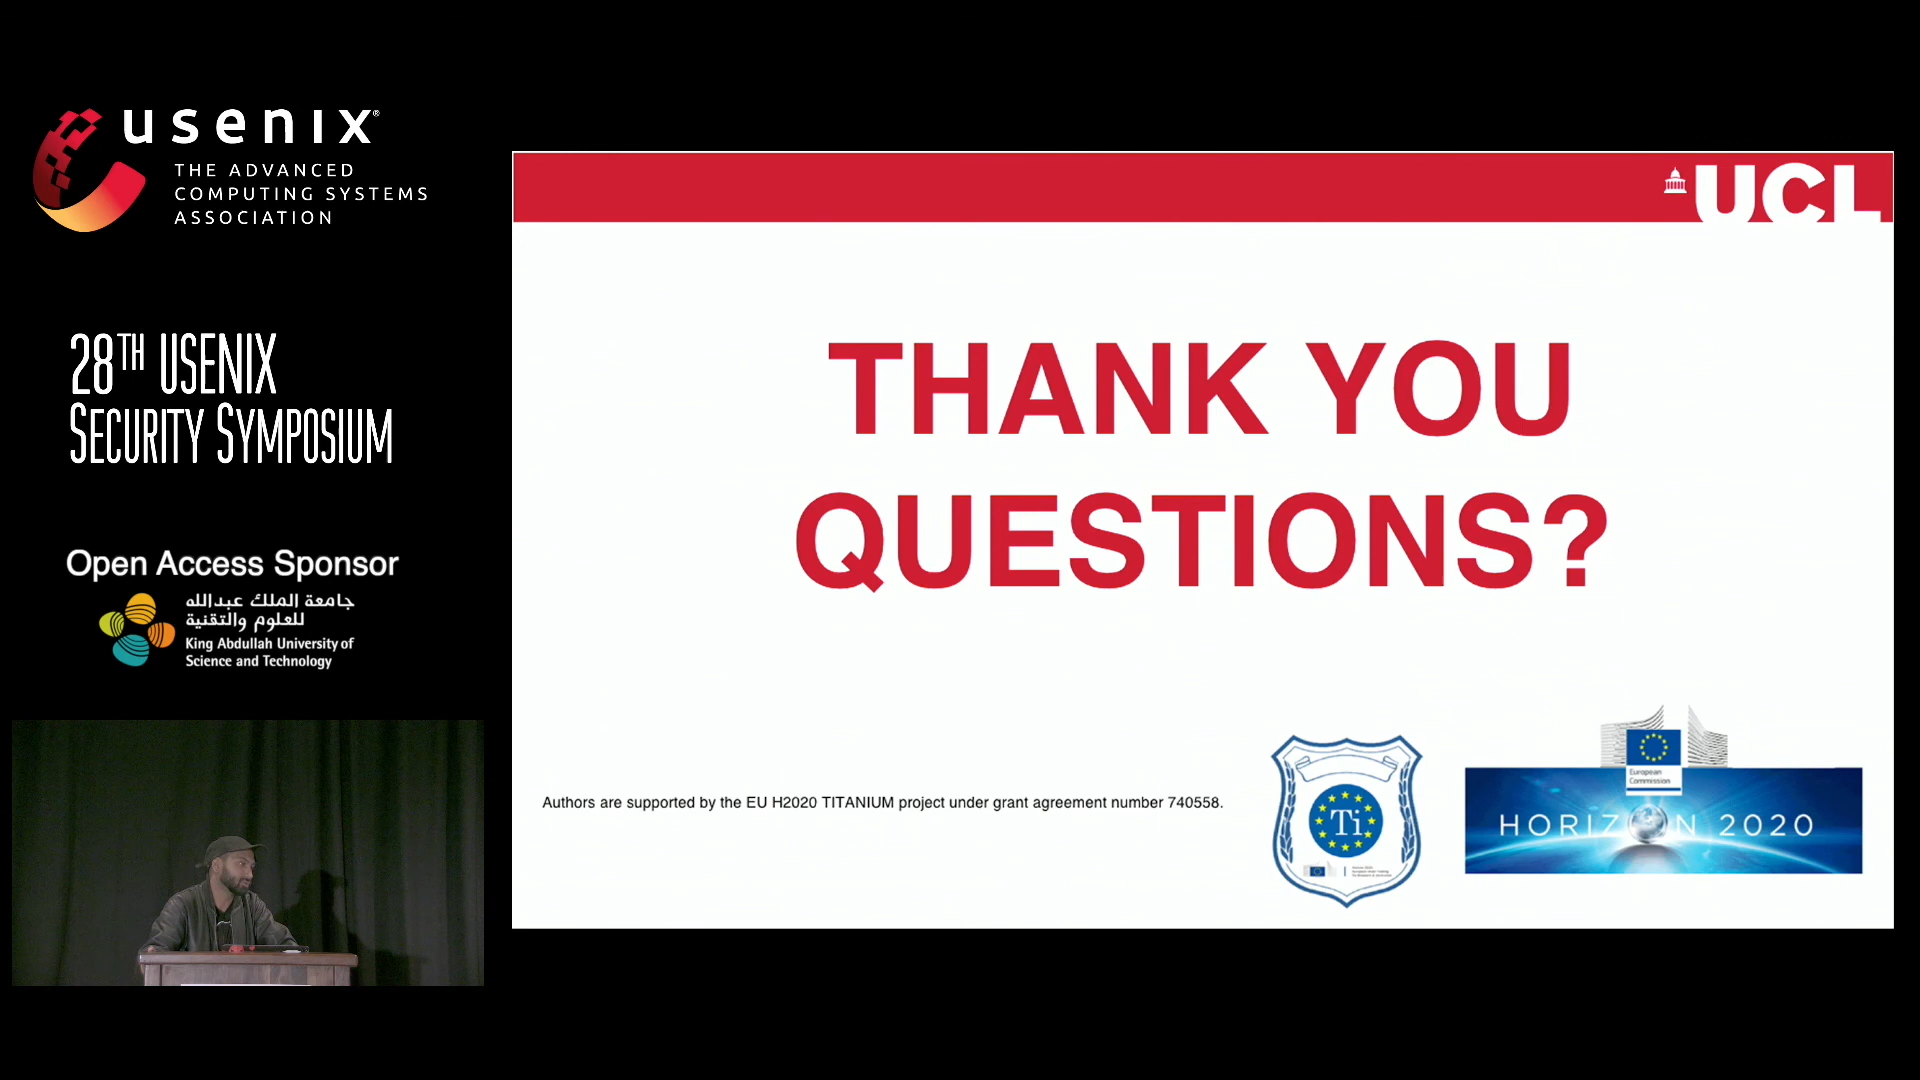 usenix®
THE ADVANCED
COMPUTING SYSTEMS
ASSOCIATION
28TH USENIX
SECURITY SYMPOSIUM
Open Access Sponsor
جامعة الملك عبدالله
للعلوم والتقنية
King Abdullah University of
Science and Technology
UCL
THANK YOU
QUESTIONS?
Authors are supported by the EU H2020 TITANIUM project under grant agreement number 740558.
Ti
European
Commission
HORIZON 2020